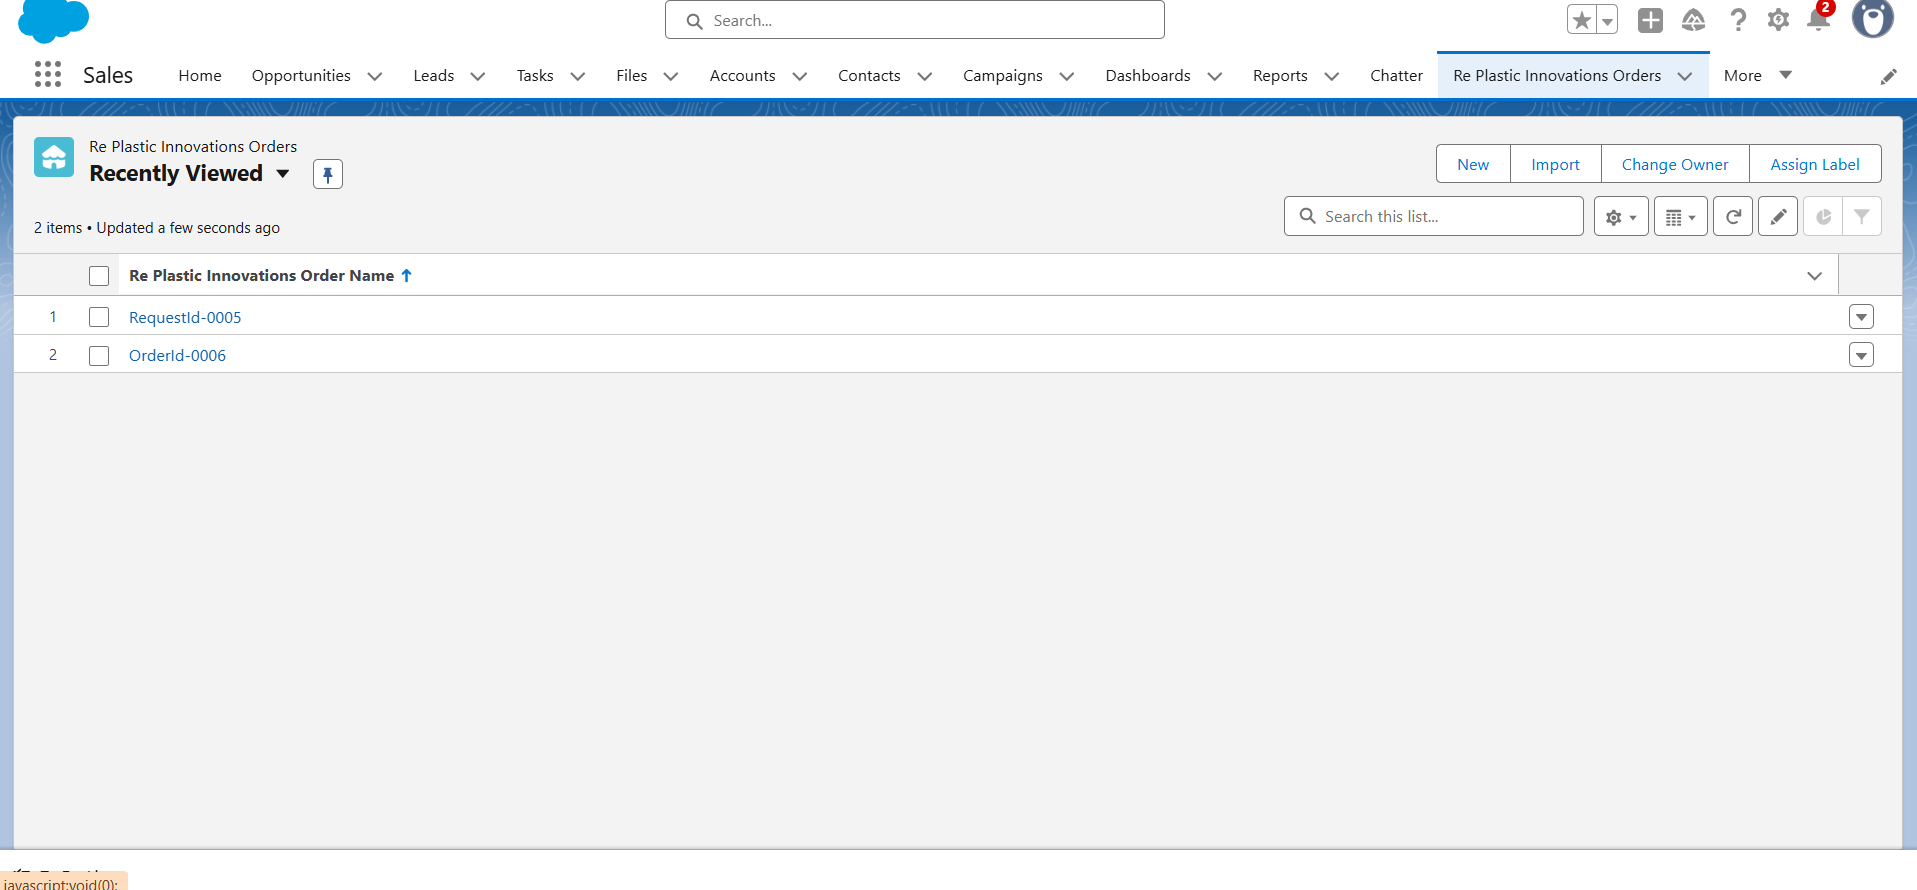 Search...
2
Sales
Home Opportunities Leads Tasks Files Accounts Contacts Campaigns Dashboards Reports Chatter Re Plastic Innovations Orders More
Re Plastic Innovations Orders
Recently Viewed
New Import Change Owner Assign Label
2 items • Updated a few seconds ago
Search this list...
Re Plastic Innovations Order Name
1 RequestId-0005
2 OrderId-0006
javascript:void(0);